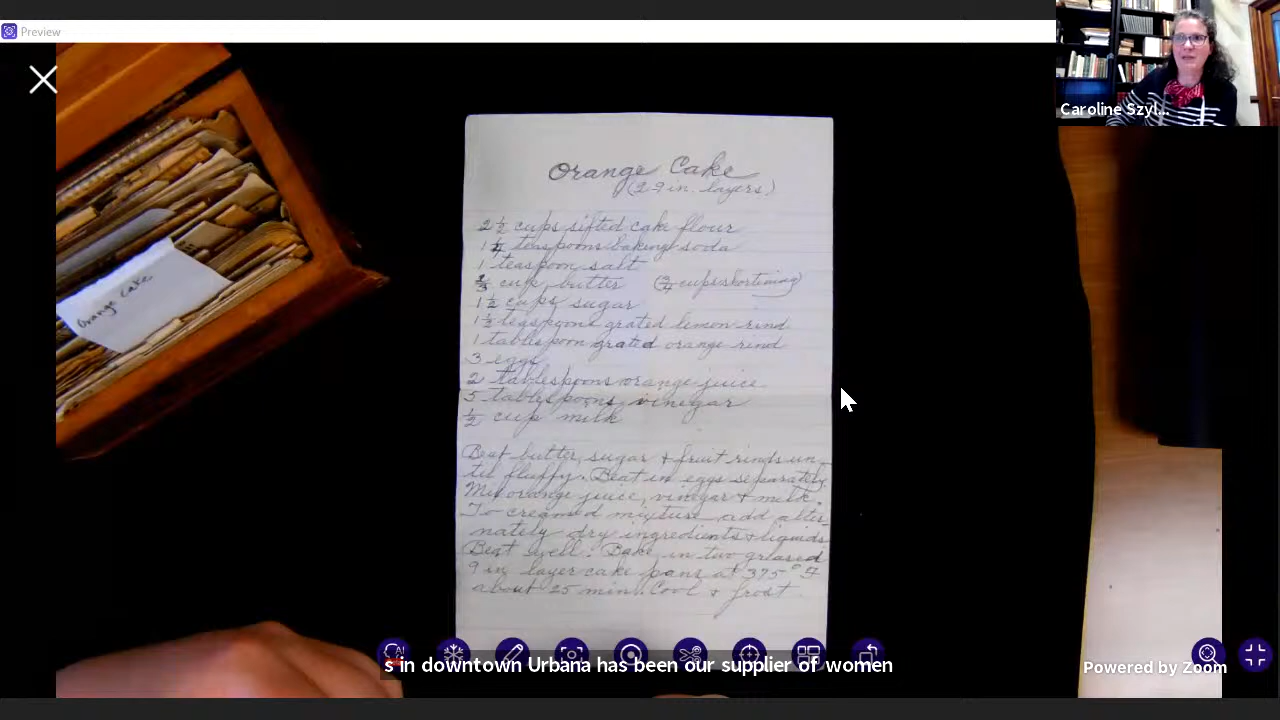 Preview
Caroline Szyl...
Orange Cake
Orange Cake
(2 9 in. layers)
2 1/2 cups sifted cake flour
1 1/4 teaspoons baking soda
1 teaspoon salt
2/3 cup butter (3/4 cups shortining)
1 1/2 cups sugar
1 1/2 teaspoons grated lemon rind
1 tablespoon grated orange rind
3 eggs
2 tablespoons orange juice
5 tablespoons vinegar
1/2 cup milk
Beat butter, sugar & fruit rinds un-
til fluffy. Beat in eggs separately.
Mix orange juice, vinegar & milk.
To creamed mixture add alter-
nately dry ingredients & liquids
Beat well. Bake in two greased
9 in layer cake pans at 375° F
about 25 min. Cool & frost
s in downtown Urbana has been our supplier of women
Powered by Zoom